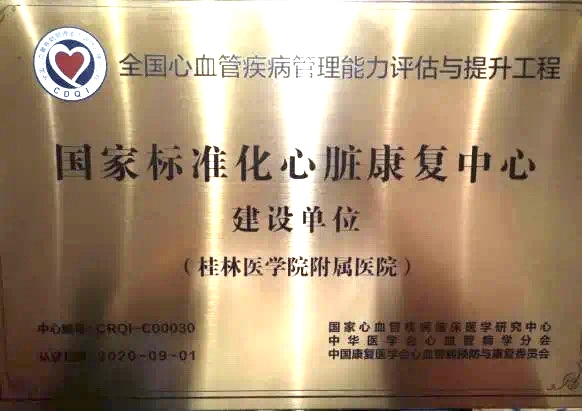 CDQI
全国心血管疾病管理能力评估与提升工程
国家标准化心脏康复中心
建设单位
(桂林医学院附属医院)
中心编号:CRQI-C00030
认证日期 2020-09-01
国家心血管疾病临床医学研究中心
中华医学会心血管病学分会
中国康复医学会心血管病预防与康复委员会